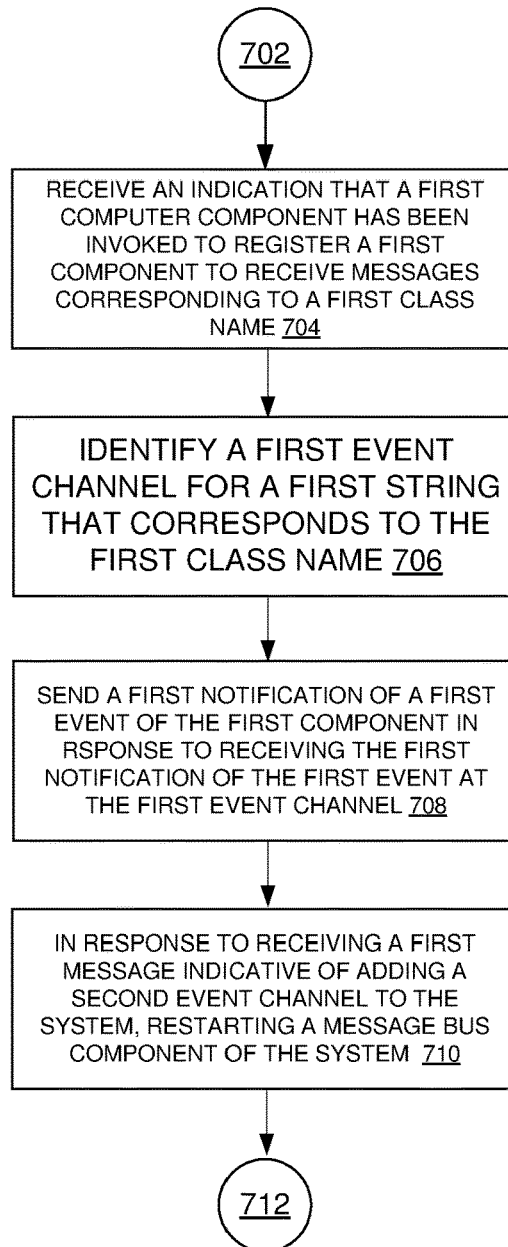 702
RECEIVE AN INDICATION THAT A FIRST
COMPUTER COMPONENT HAS BEEN
INVOKED TO REGISTER A FIRST
COMPONENT TO RECEIVE MESSAGES
CORRESPONDING TO A FIRST CLASS
NAME 704
IDENTIFY A FIRST EVENT
CHANNEL FOR A FIRST STRING
THAT CORRESPONDS TO THE
FIRST CLASS NAME 706
SEND A FIRST NOTIFICATION OF A FIRST
EVENT OF THE FIRST COMPONENT IN
RSPONSE TO RECEIVING THE FIRST
NOTIFICATION OF THE FIRST EVENT AT
THE FIRST EVENT CHANNEL 708
IN RESPONSE TO RECEIVING A FIRST
MESSAGE INDICATIVE OF ADDING A
SECOND EVENT CHANNEL TO THE
SYSTEM, RESTARTING A MESSAGE BUS
COMPONENT OF THE SYSTEM 710
712